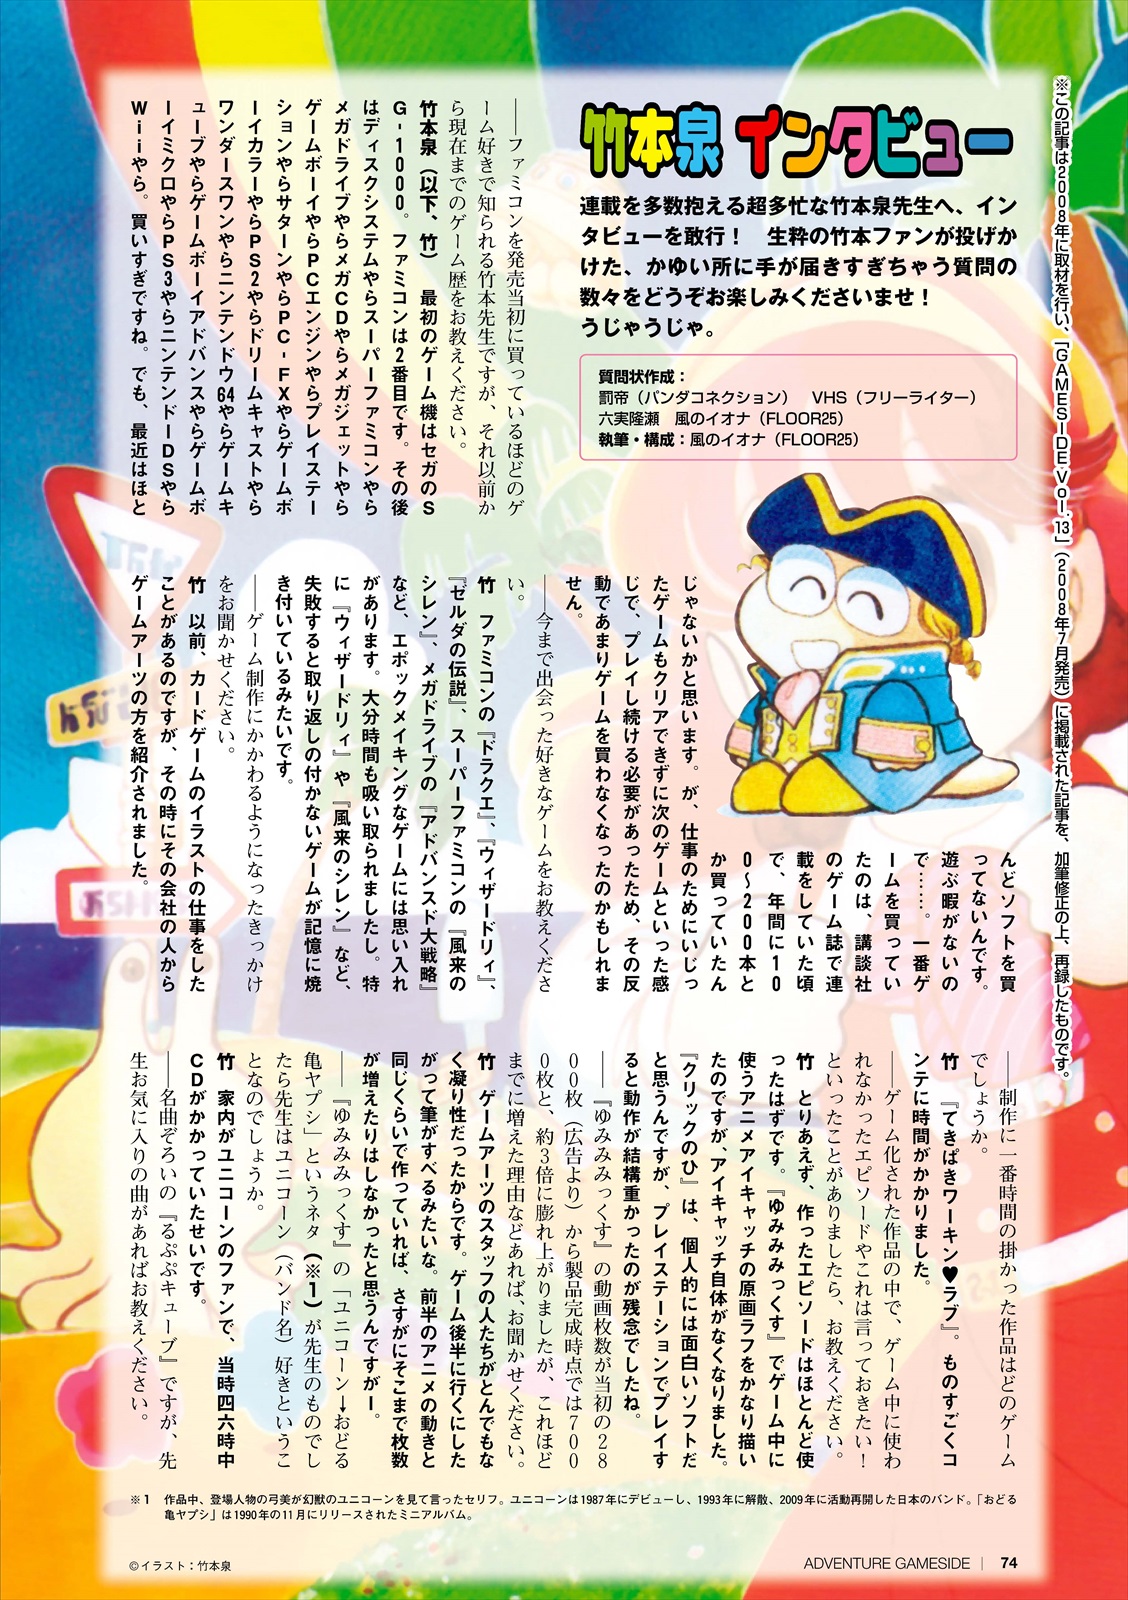 ※この記事は2008年に取材を行い、「GAMESIDE Vol.13」（2008年7月発売）に掲載された記事を、加筆修正の上、再録したものです。
竹本泉 インタビュー
連載を多数抱える超多忙な竹本泉先生へ、イン
タビューを敢行！　生粋の竹本ファンが投げか
けた、かゆい所に手が届きすぎちゃう質問の
数々をどうぞお楽しみくださいませ！
うじゃうじゃ。
質問状作成：
罰帝（パンダコネクション）　VHS（フリーライター）
六実隆瀬　風のイオナ（FLOOR25）
執筆・構成：風のイオナ（FLOOR25）
――ファミコンを発売当初に買っているほどのゲ
ーム好きで知られる竹本先生ですが、それ以前か
ら現在までのゲーム歴をお教えください。
竹本泉（以下、竹）　最初のゲーム機はセガのS
G-1000。ファミコンは2番目です。その後
はディスクシステムやらスーパーファミコンやら
メガドライブやらメガCDやらメガジェットやら
ゲームボーイやらPCエンジンやらプレイステー
ションやらサターンやらPC-FXやらゲームボ
ーイカラーやらPS2やらドリームキャストやら
ワンダースワンやらニンテンドウ64やらゲームキ
ューブやらゲームボーイアドバンスやらゲームボ
ーイミクロやらPS3やらニンテンドーDSやら
Wiiやら。買いすぎですね。でも、最近はほと
んどソフトを買
ってないんです。
遊ぶ暇がないの
で……。一番ゲ
ームを買ってい
たのは、講談社
のゲーム誌で連
載をしていた頃
で、年間に10
0〜200本と
か買っていたん
じゃないかと思います。が、仕事のためにいじっ
たゲームもクリアできずに次のゲームといった感
じで、プレイし続ける必要があったため、その反
動であまりゲームを買わなくなったのかもしれま
せん。
――今まで出会った好きなゲームをお教えくださ
い。
竹　ファミコンの『ドラクエ』、『ウィザードリィ』、
『ゼルダの伝説』、スーパーファミコンの『風来の
シレン』、メガドライブの『アドバンスド大戦略』
など、エポックメイキングなゲームには思い入れ
があります。大分時間も吸い取られましたし。特
に『ウィザードリィ』や『風来のシレン』など、
失敗すると取り返しの付かないゲームが記憶に焼
き付いているみたいです。
――ゲーム制作にかかわるようになったきっかけ
をお聞かせください。
竹　以前、カードゲームのイラストの仕事をした
ことがあるのですが、その時にその会社の人から
ゲームアーツの方を紹介されました。
――制作に一番時間の掛かった作品はどのゲーム
でしょうか。
竹　『てきぱきワーキン♥ラブ』。ものすごくコ
ンテに時間がかかりました。
――ゲーム化された作品の中で、ゲーム中に使わ
れなかったエピソードやこれは言っておきたい！
といったことがありましたら、お教えください。
竹　とりあえず、作ったエピソードはほとんど使
ったはずです。『ゆみみみっくす』でゲーム中に
使うアニメアイキャッチの原画ラフをかなり描い
たのですが、アイキャッチ自体がなくなりました。
『クリックのひ』は、個人的には面白いソフトだ
と思うんですが、プレイステーションでプレイす
ると動作が結構重かったのが残念でしたね。
――『ゆみみみっくす』の動画枚数が当初の28
00枚（広告より）から製品完成時点では700
0枚と、約3倍に膨れ上がりましたが、これほど
までに増えた理由などあれば、お聞かせください。
竹　ゲームアーツのスタッフの人たちがとんでもな
く凝り性だったからです。ゲーム後半に行くにした
がって筆がすべるみたいな。前半のアニメの動きと
同じくらいで作っていれば、さすがにそこまで枚数
が増えたりはしなかったと思うんですがー。
――『ゆみみみっくす』の「ユニコーン→おどる
亀ヤプシ」というネタ（※1）が先生のものでし
たら先生はユニコーン（バンド名）好きというこ
となのでしょうか。
竹　家内がユニコーンのファンで、当時四六時中
CDがかかっていたせいです。
――名曲ぞろいの『るぷぷキューブ』ですが、先
生お気に入りの曲があればお教えください。
※1　作品中、登場人物の弓美が幻獣のユニコーンを見て言ったセリフ。ユニコーンは1987年にデビューし、1993年に解散、2009年に活動再開した日本のバンド。「おどる
亀ヤプシ」は1990年の11月にリリースされたミニアルバム。
©イラスト：竹本泉
ADVENTURE GAMESIDE | 74